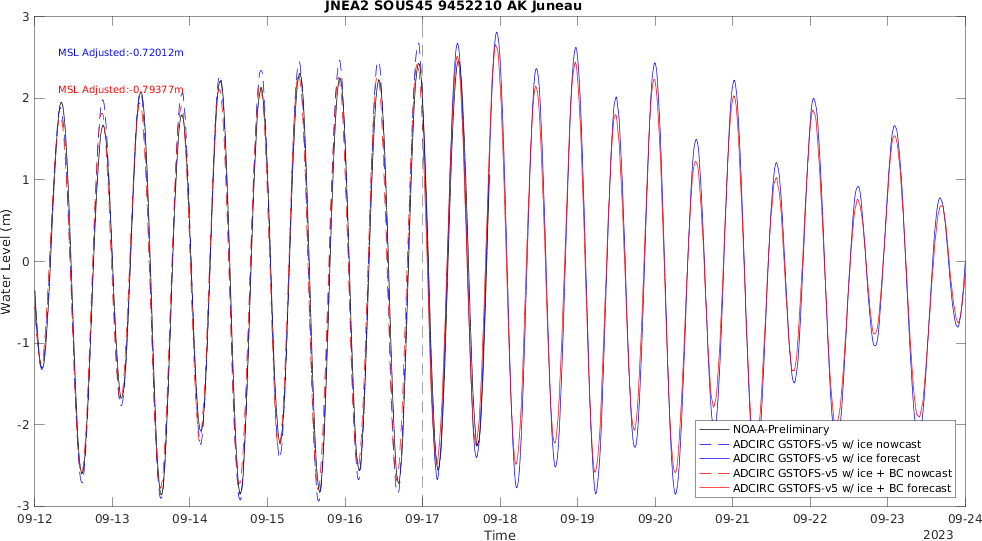 JNEA2 SOUS45 9452210 AK Juneau
3
2
1
0
-1
-2
-3
Water Level (m)
MSL Adjusted:-0.72012m
MSL Adjusted:-0.79377m
NOAA-Preliminary
ADCIRC GSTOFS-v5 w/ ice nowcast
ADCIRC GSTOFS-v5 w/ ice forecast
ADCIRC GSTOFS-v5 w/ ice + BC nowcast
ADCIRC GSTOFS-v5 w/ ice + BC forecast
09-12 09-13 09-14 09-15 09-16 09-17 09-18 09-19 09-20 09-21 09-22 09-23 09-24
Time
2023